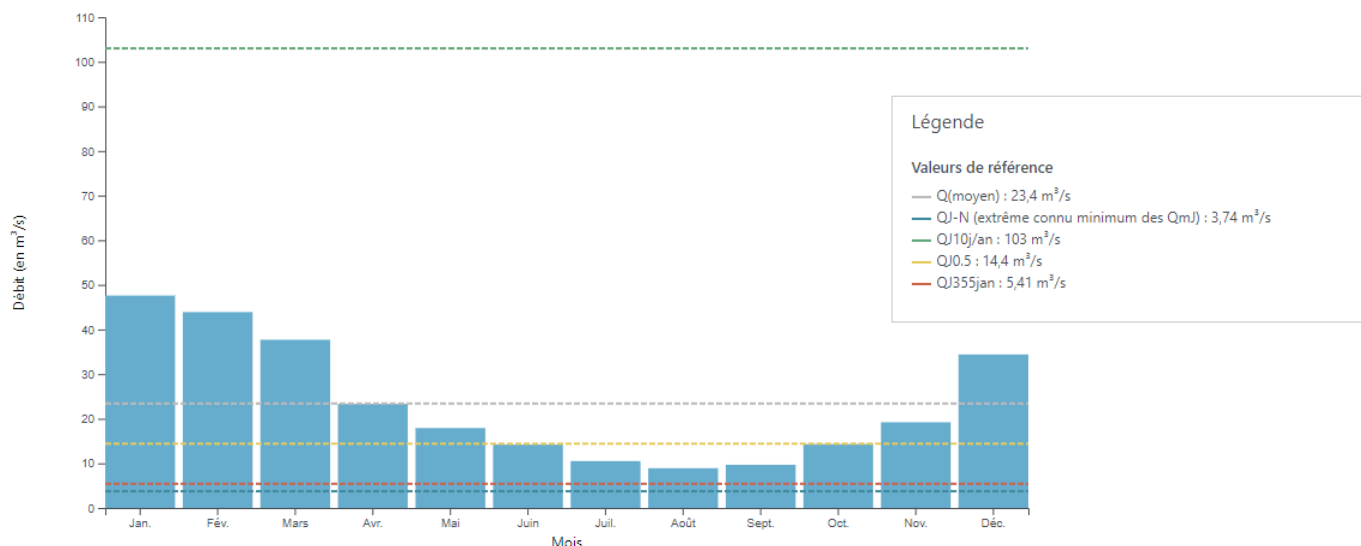 110
100
90
80
70
60
50
40
30
20
10
0
Débit (en m³/s)
Jan. Fév. Mars Avr. Mai Juin Juil. Août Sept. Oct. Nov. Déc.
Mois
Légende
Valeurs de référence
Q(moyen) : 23,4 m³/s
QJ-N (extrême connu minimum des QmJ) : 3,74 m³/s
QJ10j/an : 103 m³/s
QJ0.5 : 14,4 m³/s
QJ355jan : 5,41 m³/s